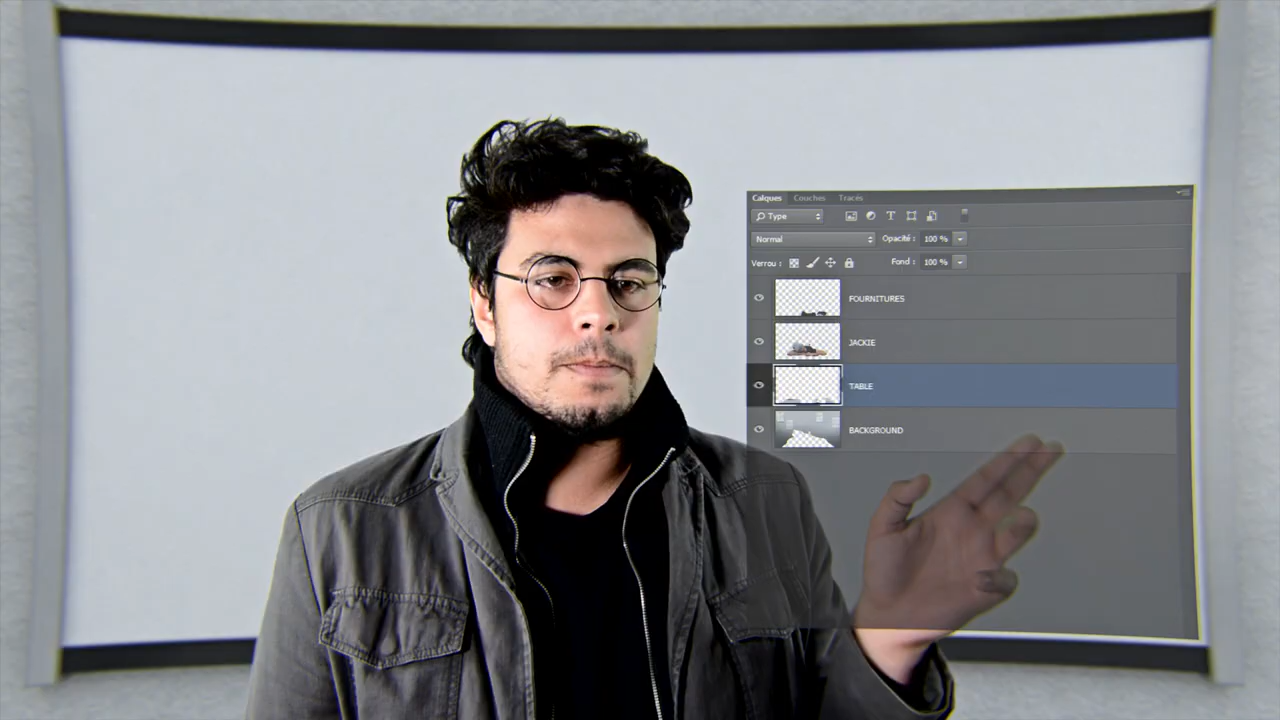 Calques Couches Tracés
Type
Normal Opacité : 100 %
Verrou : Fond : 100 %
FOURNITURES
JACKIE
TABLE
BACKGROUND